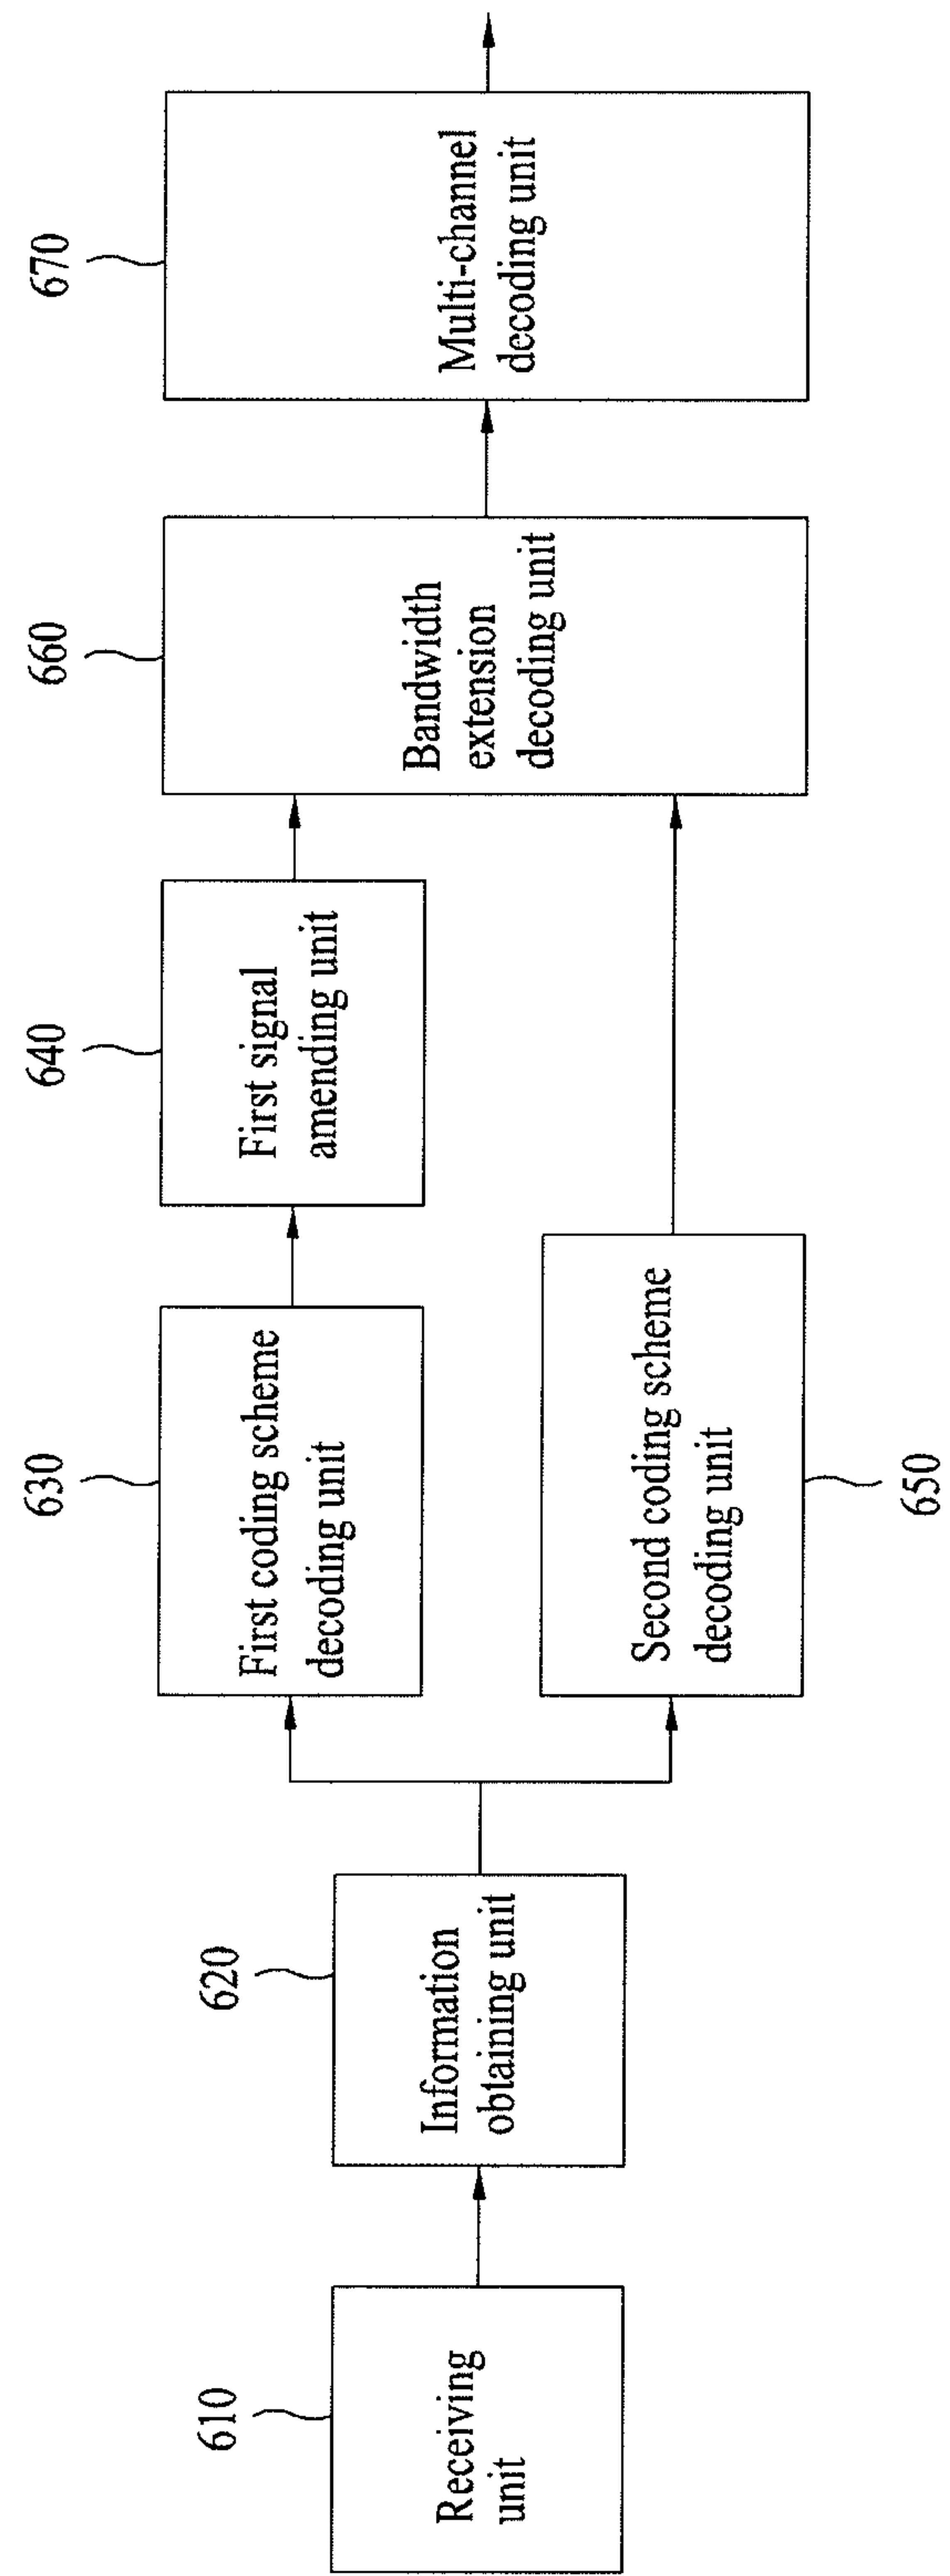 610
Receiving
unit
620
Information
obtaining unit
630
First coding scheme
decoding unit
640
First signal
amending unit
Second coding scheme
decoding unit
650
660
Bandwidth
extension
decoding unit
670
Multi-channel
decoding unit